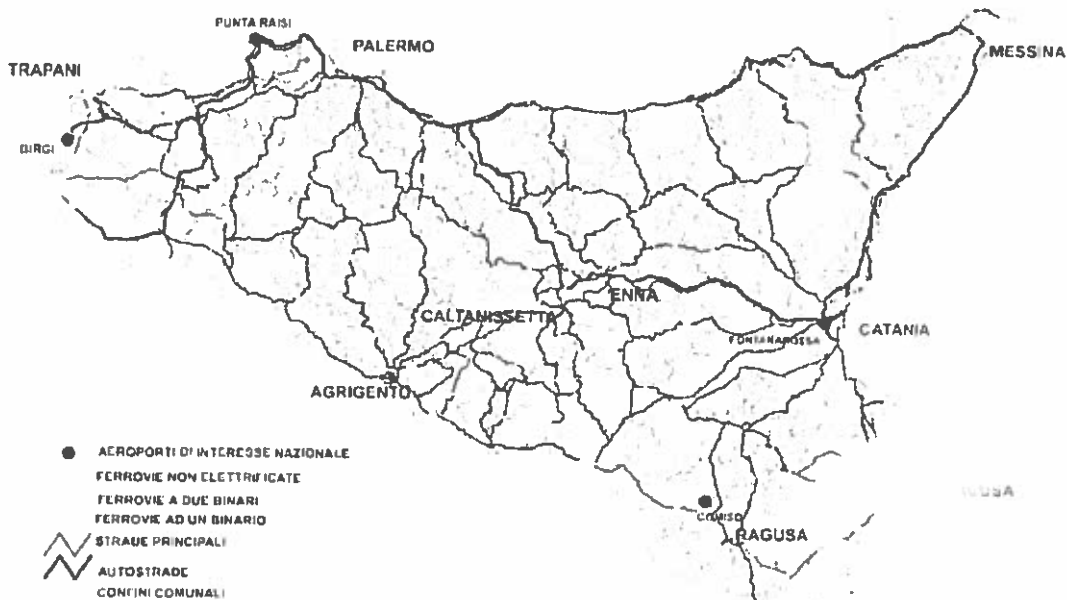 PUNTA RAISI
PALERMO
MESSINA
TRAPANI
BIRGI
ENNA
CALTANISSETTA
FONTANAROSSA
CATANIA
AGRIGENTO
AEROPORTI DI INTERESSE NAZIONALE
FERROVIE NON ELETTRIFICATE
FERROVIE A DUE BINARI
FERROVIE AD UN BINARIO
STRADE PRINCIPALI
AUTOSTRADE
CONFINI COMUNALI
COMISO
RAGUSA